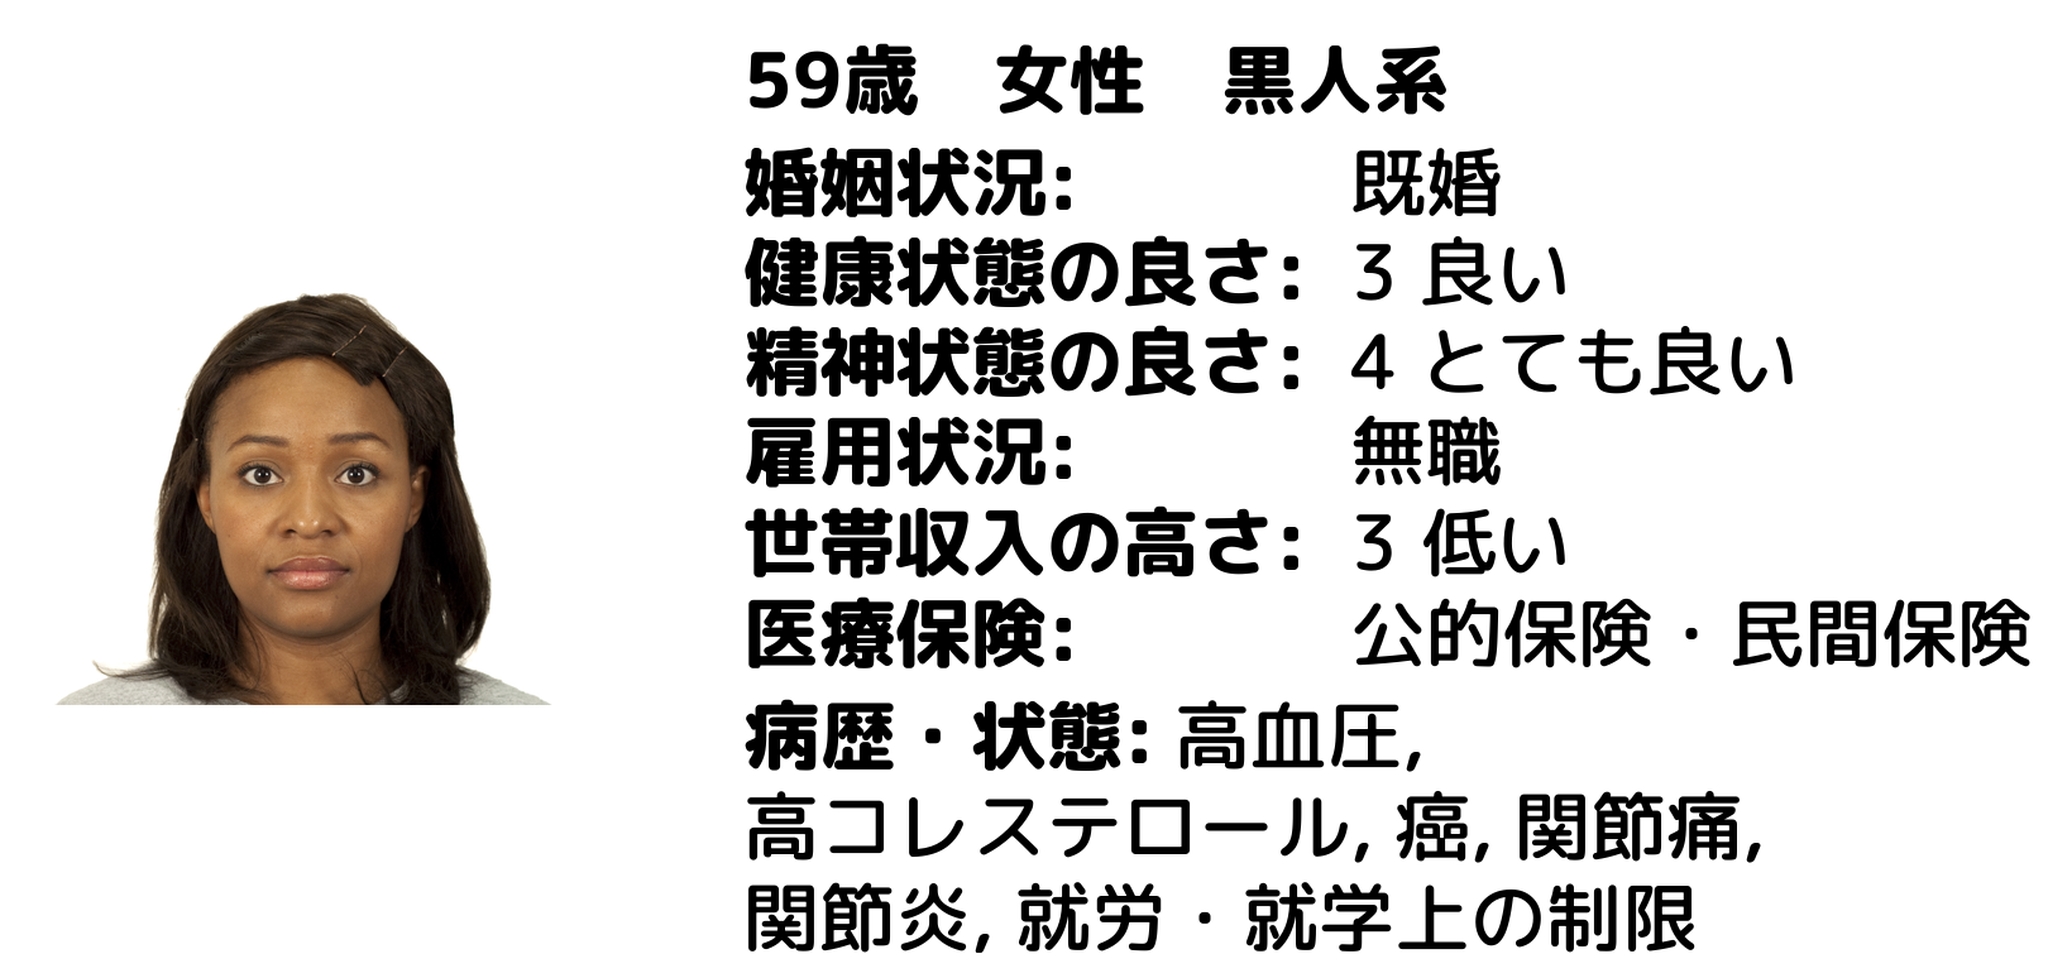 59歳　女性　黒人系
婚姻状況: 既婚
健康状態の良さ: 3 良い
精神状態の良さ: 4 とても良い
雇用状況: 無職
世帯収入の高さ: 3 低い
医療保険: 公的保険・民間保険
病歴・状態: 高血圧,
高コレステロール, 癌, 関節痛,
関節炎, 就労・就学上の制限